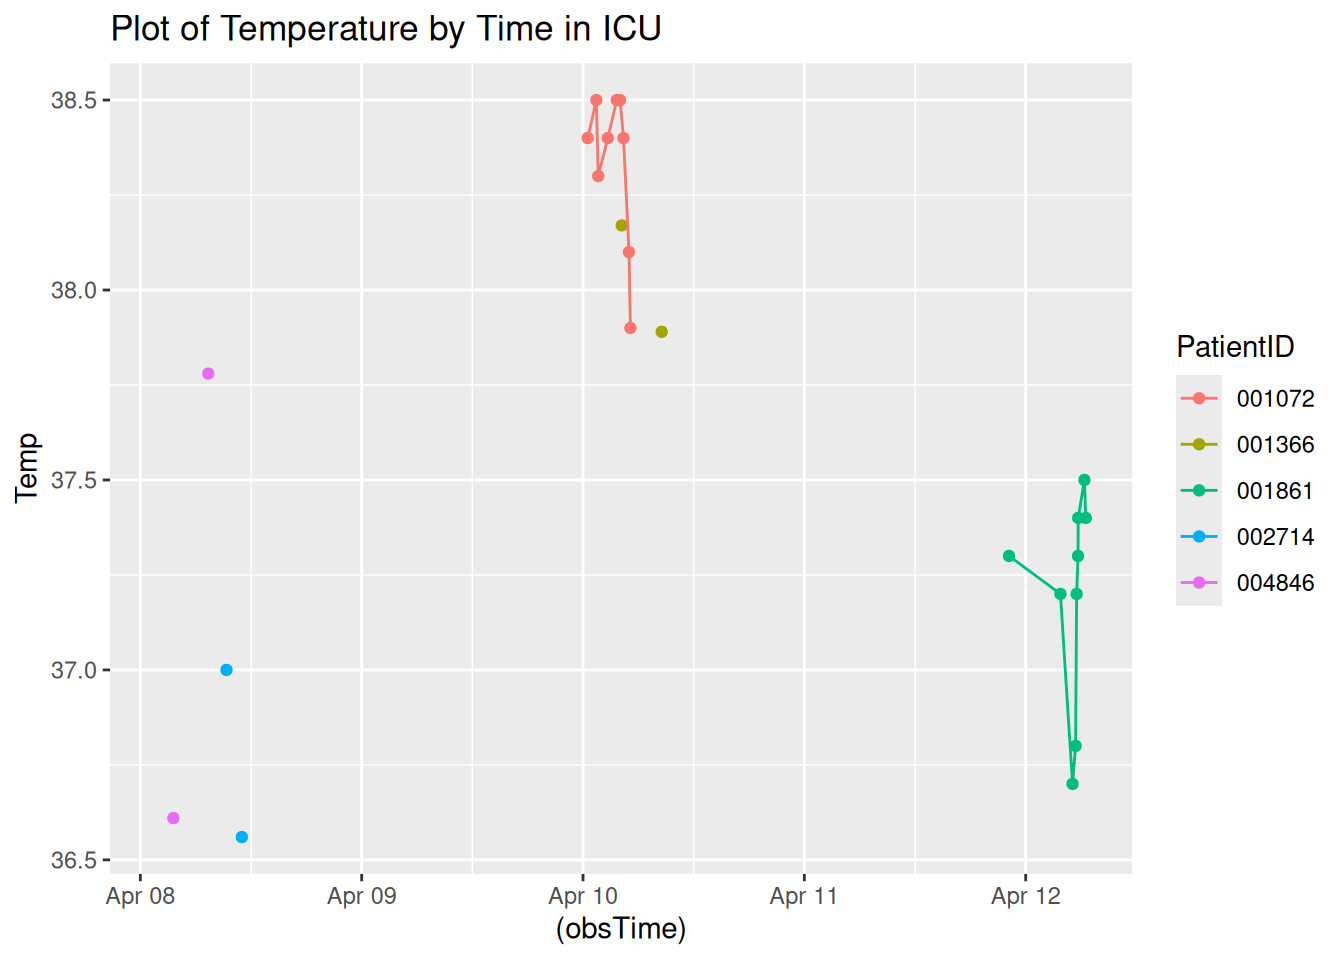 Plot of Temperature by Time in ICU
38.5
38.0
37.5
37.0
36.5
Temp
Apr 08
Apr 09
Apr 10
Apr 11
Apr 12
(obsTime)
PatientID
001072
001366
001861
002714
004846